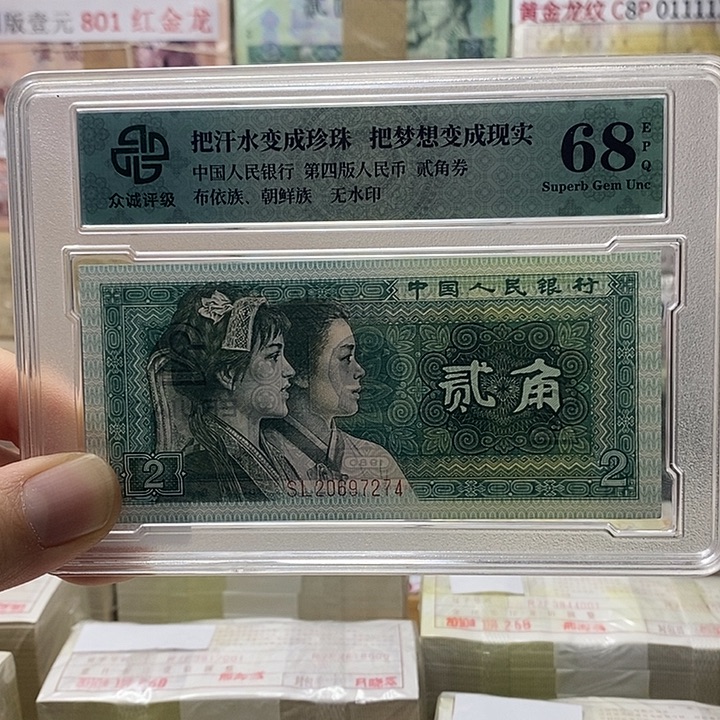 版壹元 801 红金龙
黄金龙纹 C8P 01111
众诚评级
把汗水变成珍珠 把梦想变成现实
中国人民银行 第四版人民币 贰角券
布依族、朝鲜族 无水印
68
EPQ
Superb Gem Unc
中国人民银行
贰角
2
SL20697274
2